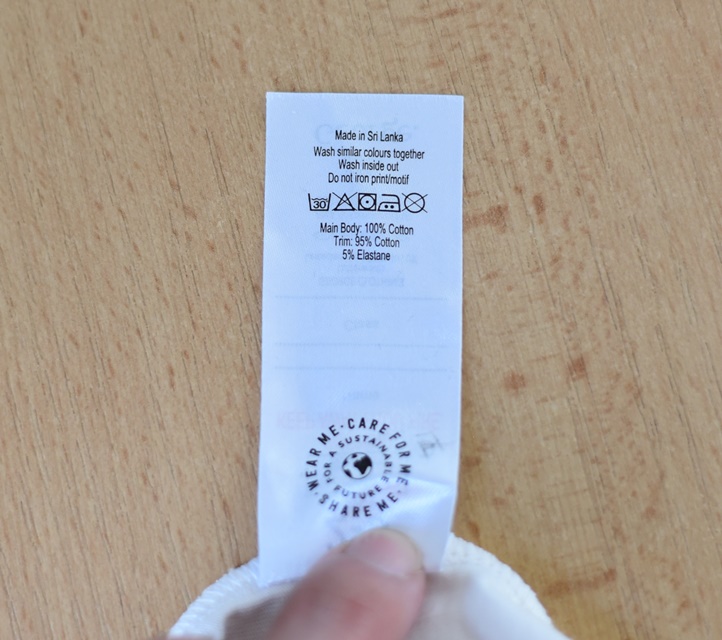 Made in Sri Lanka
Wash similar colours together
Wash inside out
Do not iron print/motif
30
Main Body: 100% Cotton
Trim: 95% Cotton
5% Elastane
WEAR ME · CARE FOR ME · SHARE ME ·
FOR A SUSTAINABLE FUTURE